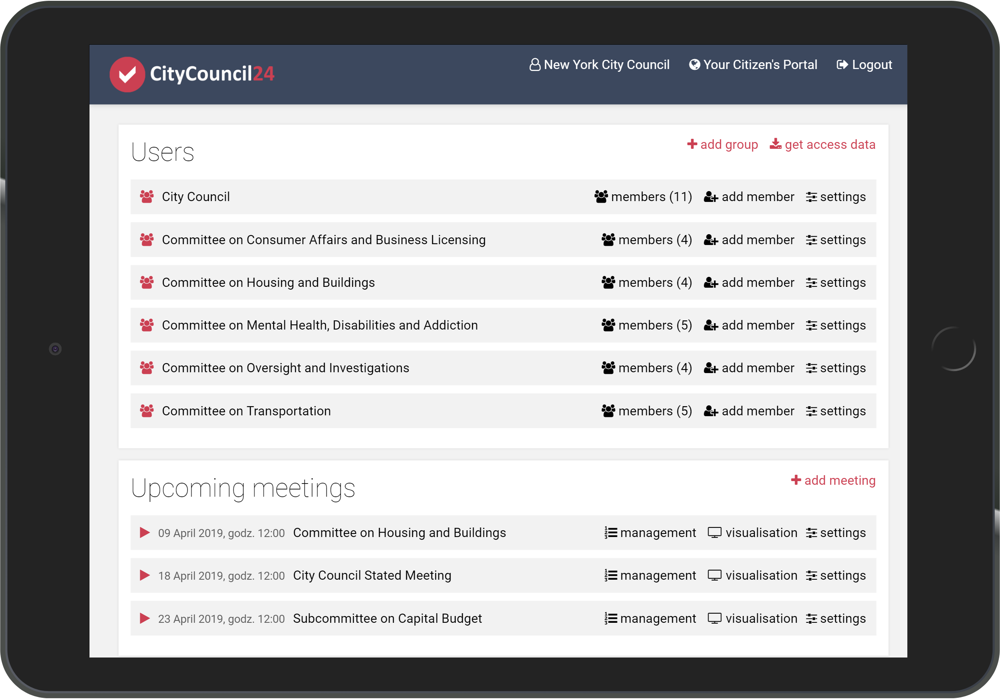 CityCouncil24
New York City Council Your Citizen's Portal Logout
Users
add group get access data
City Council members (11) add member settings
Committee on Consumer Affairs and Business Licensing members (4) add member settings
Committee on Housing and Buildings members (4) add member settings
Committee on Mental Health, Disabilities and Addiction members (5) add member settings
Committee on Oversight and Investigations members (4) add member settings
Committee on Transportation members (5) add member settings
Upcoming meetings
add meeting
09 April 2019, godz. 12:00 Committee on Housing and Buildings management visualisation settings
18 April 2019, godz. 12:00 City Council Stated Meeting management visualisation settings
23 April 2019, godz. 12:00 Subcommittee on Capital Budget management visualisation settings